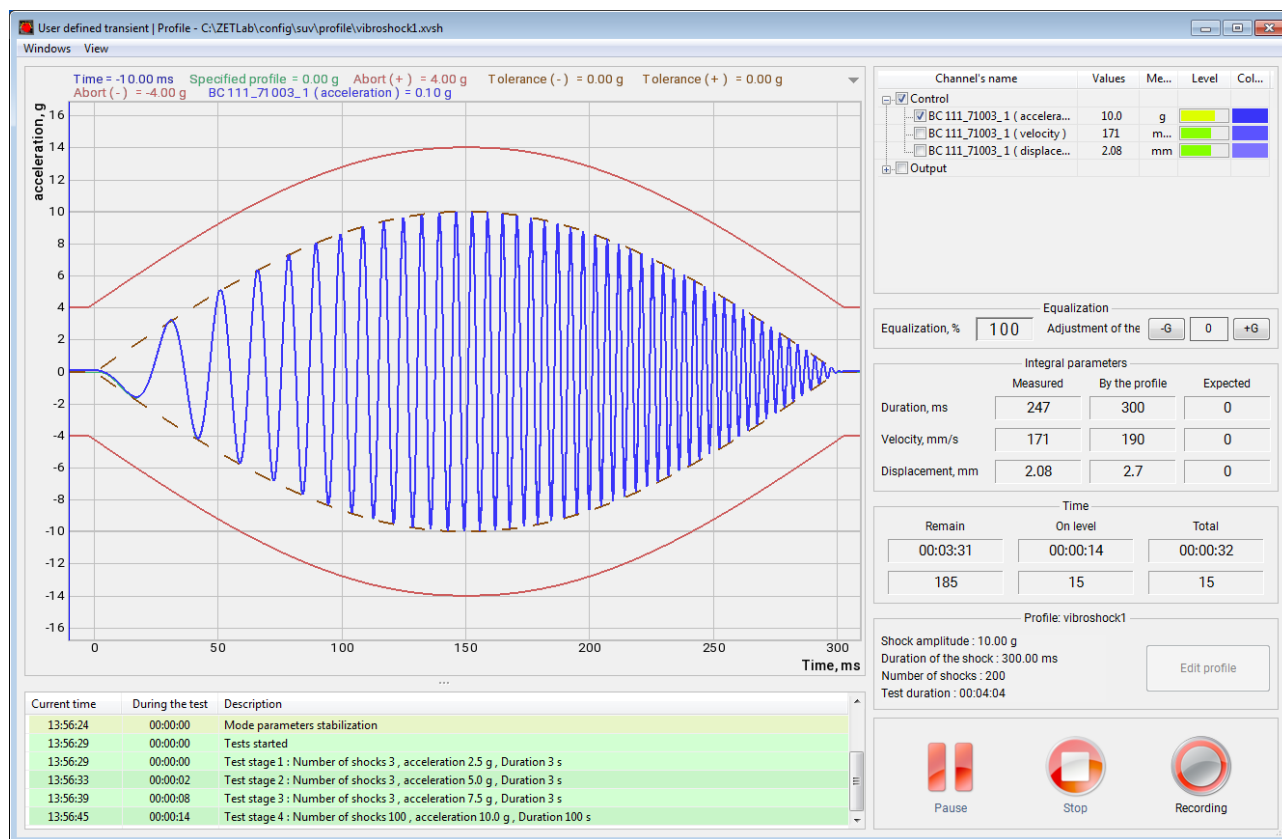 User defined transient | Profile - C:\ZETLab\config\suv\profile\vibroshock1.xvsh
Windows View
Time = -10.00 ms Specified profile = 0.00 g Abort (+) = 4.00 g Tolerance (-) = 0.00 g Tolerance (+) = 0.00 g
Abort (-) = -4.00 g BC 111_71003_1 ( acceleration ) = 0.10 g
acceleration, g
16
14
12
10
8
6
4
2
0
-2
-4
-6
-8
-10
-12
-14
-16
0 50 100 150 200 250 300
Time, ms
Channel's name Values Me... Level Col...
Control
BC 111_71003_1 ( accelera... 10.0 g
BC 111_71003_1 ( velocity ) 171 m...
BC 111_71003_1 ( displace... 2.08 mm
Output
Equalization
Equalization, % 100 Adjustment of the -G 0 +G
Integral parameters
Measured By the profile Expected
Duration, ms 247 300 0
Velocity, mm/s 171 190 0
Displacement, mm 2.08 2.7 0
Time
Remain On level Total
00:03:31 00:00:14 00:00:32
185 15 15
Profile: vibroshock1
Shock amplitude : 10.00 g
Duration of the shock : 300.00 ms
Number of shocks : 200
Test duration : 00:04:04
Edit profile
Pause Stop Recording
Current time During the test Description
13:56:24 00:00:00 Mode parameters stabilization
13:56:29 00:00:00 Tests started
13:56:29 00:00:00 Test stage 1 : Number of shocks 3 , acceleration 2.5 g , Duration 3 s
13:56:33 00:00:02 Test stage 2 : Number of shocks 3 , acceleration 5.0 g , Duration 3 s
13:56:39 00:00:08 Test stage 3 : Number of shocks 3 , acceleration 7.5 g , Duration 3 s
13:56:45 00:00:14 Test stage 4 : Number of shocks 100 , acceleration 10.0 g , Duration 100 s